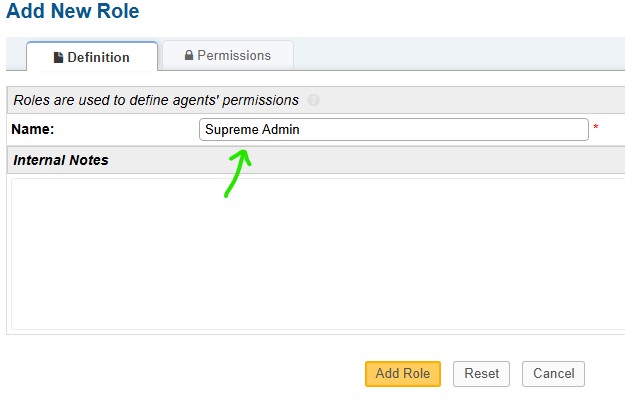 Add New Role
Definition
Permissions
Roles are used to define agents' permissions ?
Name: Supreme Admin *
Internal Notes
Add Role Reset Cancel